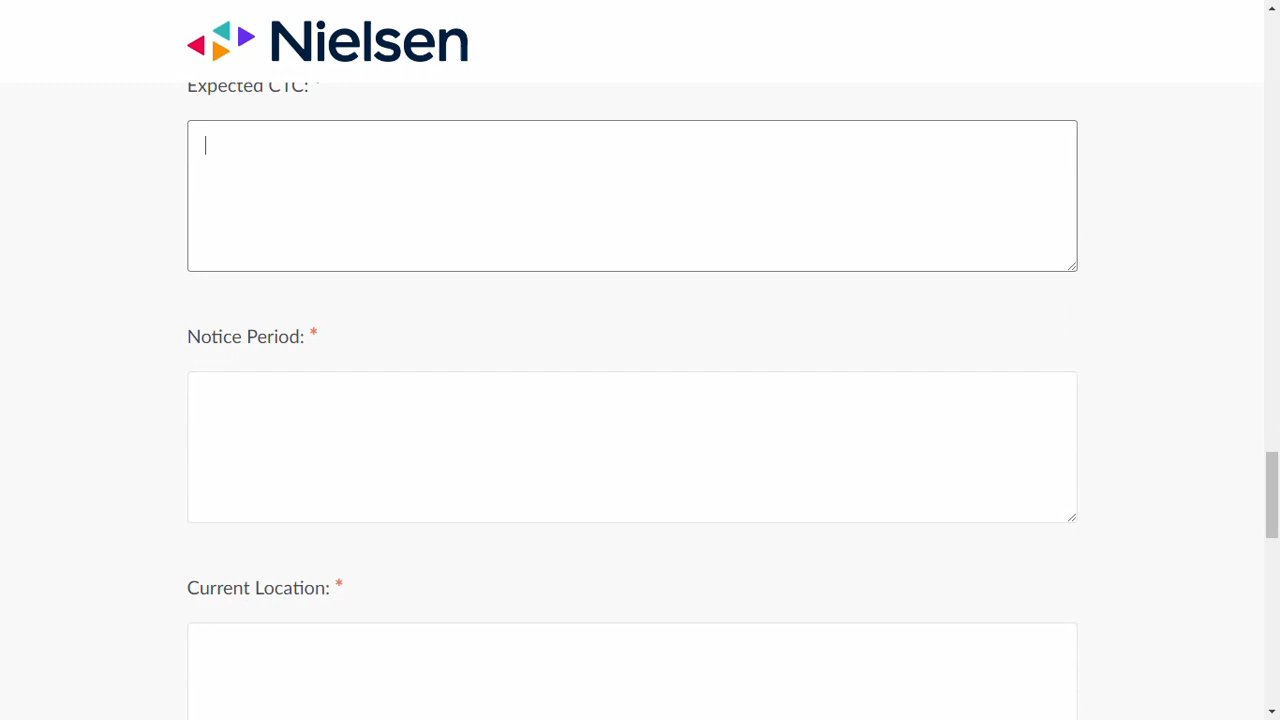 Nielsen
Expected CTC: *
Notice Period: *
Current Location: *